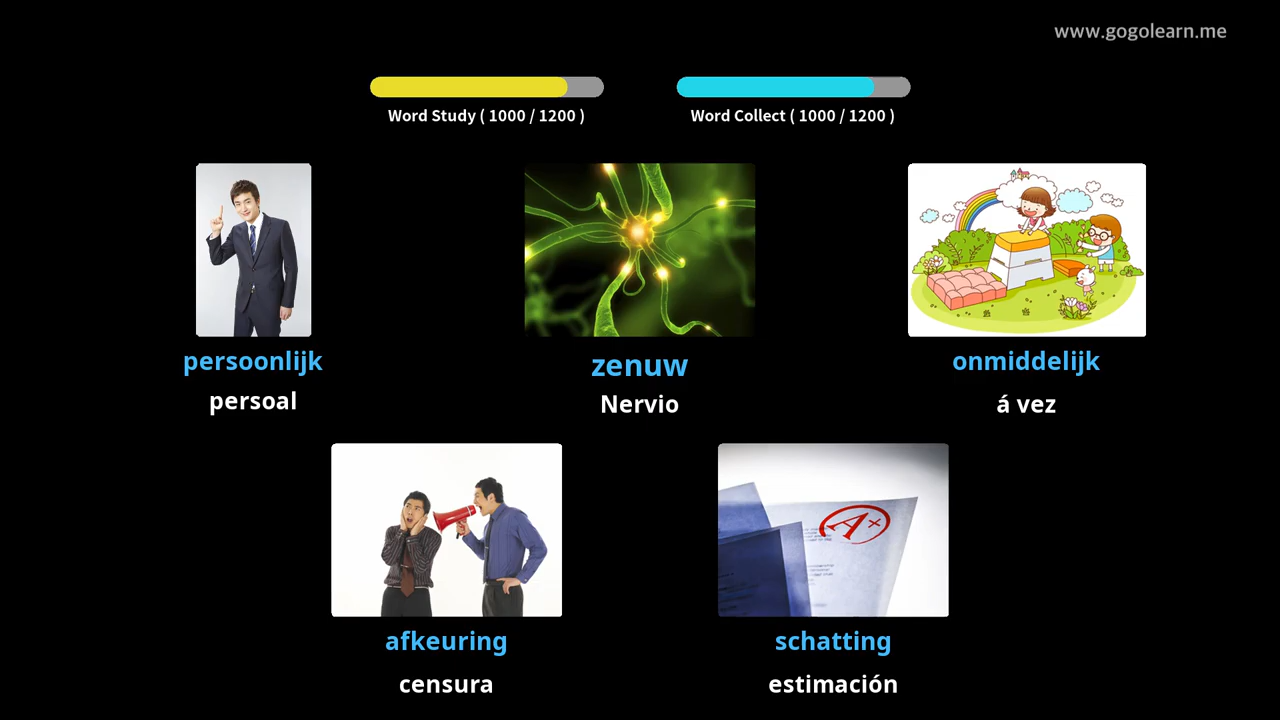 www.gogolearn.me
Word Study ( 1000 / 1200 )
Word Collect ( 1000 / 1200 )
persoonlijk
persoal
zenuw
Nervio
onmiddelijk
á vez
A+
afkeuring
censura
schatting
estimación